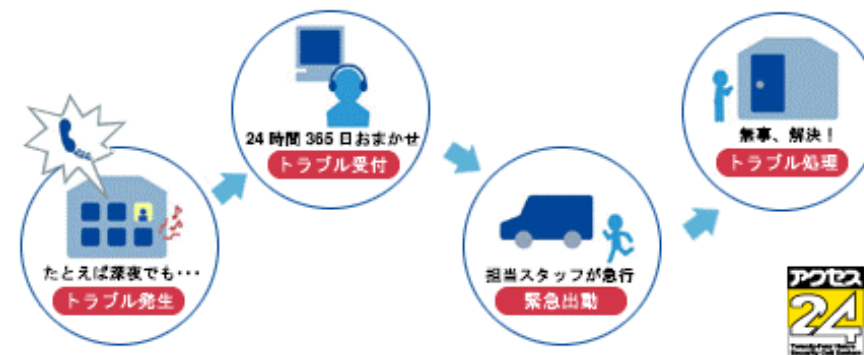 たとえば深夜でも・・・
トラブル発生
24時間365日おまかせ
トラブル受付
担当スタッフが急行
緊急出動
無事、解決！
トラブル処理
アクセス
24